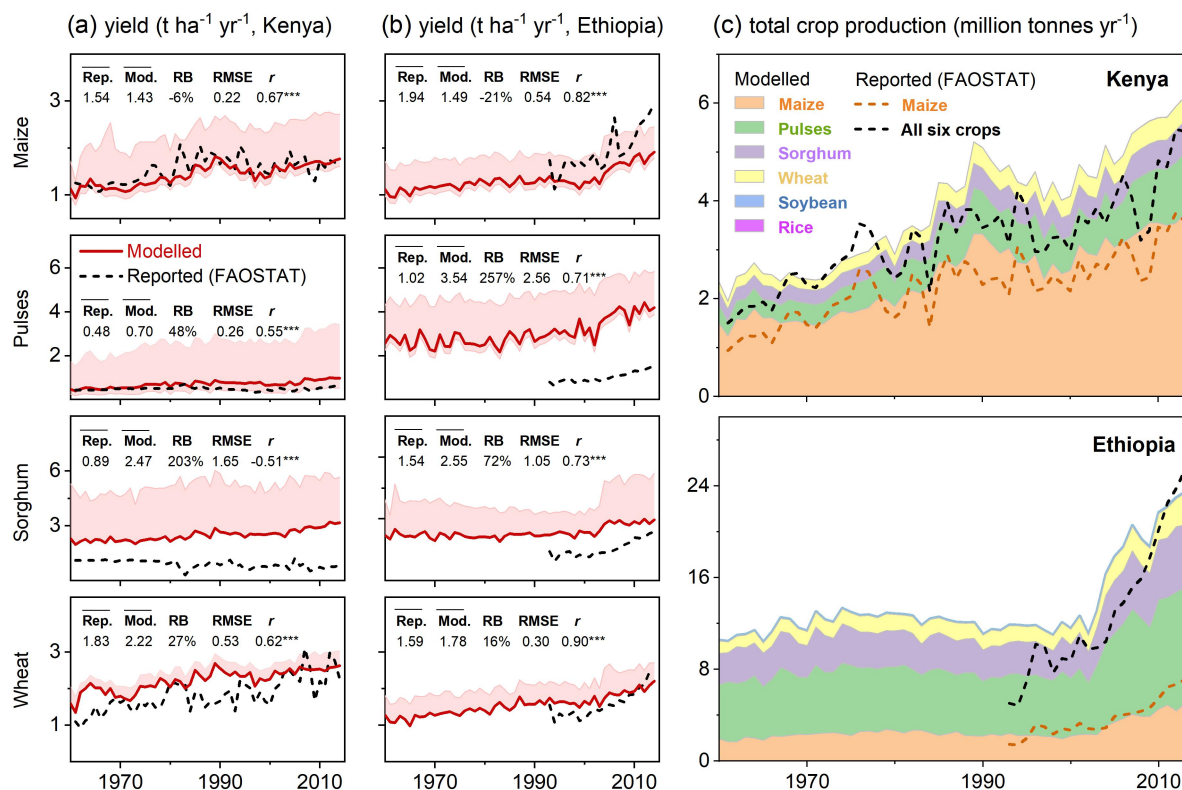 (a) yield (t ha⁻¹ yr⁻¹, Kenya)
(b) yield (t ha⁻¹ yr⁻¹, Ethiopia)
(c) total crop production (million tonnes yr⁻¹)
Maize
Rep. Mod. RB RMSE r
1.54 1.43 -6% 0.22 0.67***
3
1
Rep. Mod. RB RMSE r
1.94 1.49 -21% 0.54 0.82***
Pulses
Modelled
Reported (FAOSTAT)
Rep. Mod. RB RMSE r
0.48 0.70 48% 0.26 0.55***
6
4
2
Rep. Mod. RB RMSE r
1.02 3.54 257% 2.56 0.71***
Sorghum
Rep. Mod. RB RMSE r
0.89 2.47 203% 1.65 -0.51***
6
3
Rep. Mod. RB RMSE r
1.54 2.55 72% 1.05 0.73***
Wheat
Rep. Mod. RB RMSE r
1.83 2.22 27% 0.53 0.62***
3
1
Rep. Mod. RB RMSE r
1.59 1.78 16% 0.30 0.90***
1970 1990 2010
1970 1990 2010
Kenya
Modelled
Maize
Pulses
Sorghum
Wheat
Soybean
Rice
Reported (FAOSTAT)
Maize
All six crops
6
4
2
0
Ethiopia
24
16
8
0
1970 1990 2010